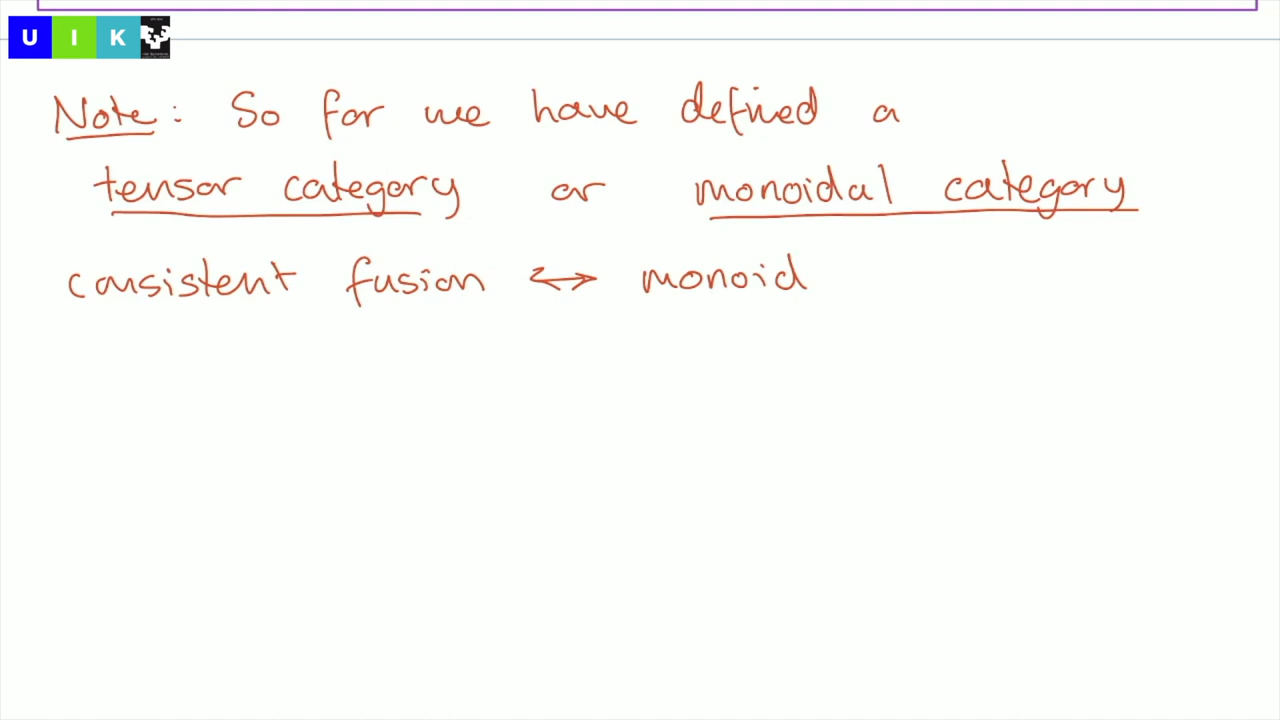 U I K
Note: So far we have defined a
tensor category or monoidal category
consistent fusion ↔ monoid